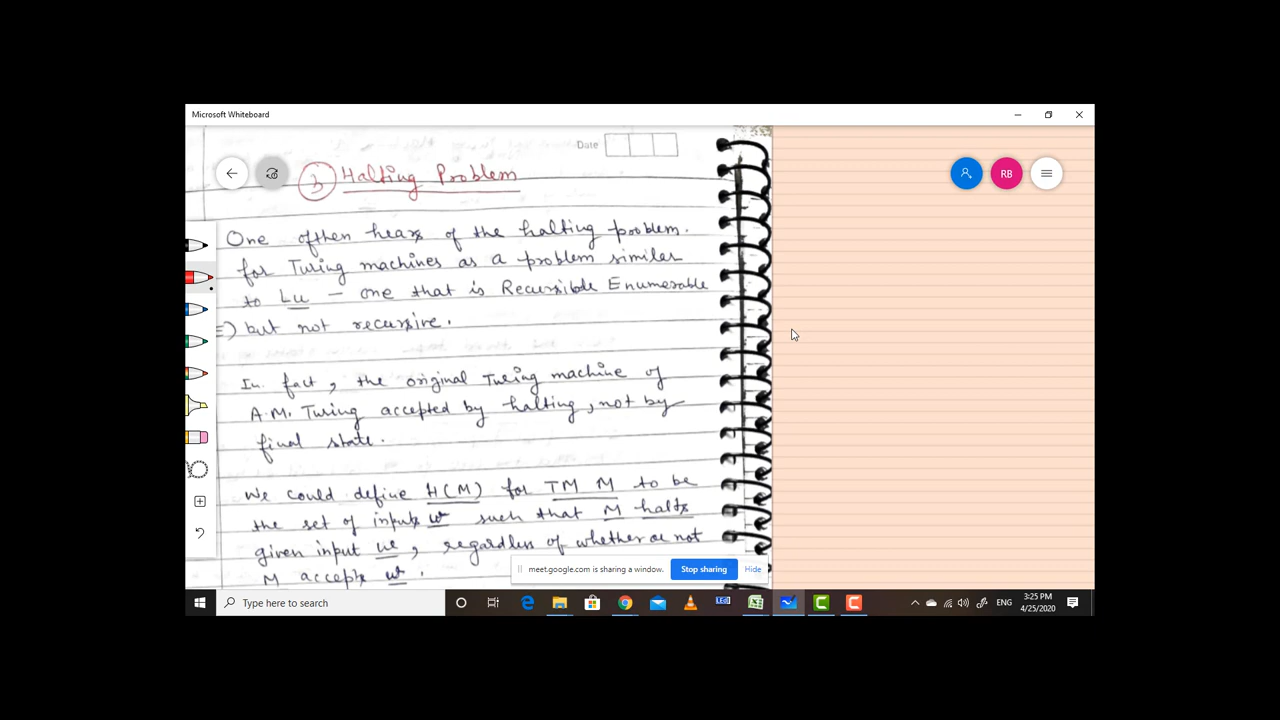 Microsoft Whiteboard
Date
3 Halting Problem
RB
One ofthen hears of the halting problem.
for Turing machines as a problem similar
to Lu – one that is Recursible Enumerable
=) but not recursive.
In fact, the original Turing machine of
A.M. Turing accepted by halting, not by
final state.
We could define H(M) for TM M to be
the set of inputs w such that M halts
given input w, regardless of whether or not
M accepts w.
meet.google.com is sharing a window.
Stop sharing
Hide
Type here to search
ENG
3:25 PM
4/25/2020